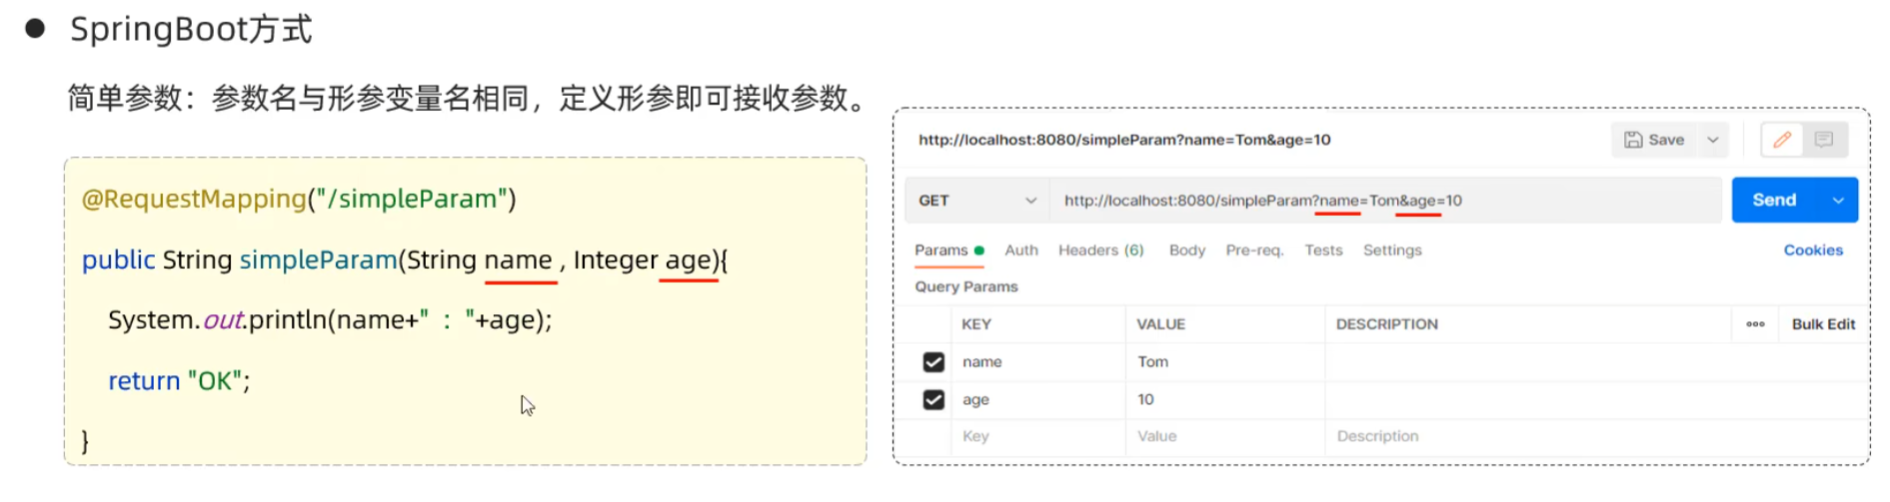 ● SpringBoot方式
简单参数：参数名与形参变量名相同，定义形参即可接收参数。
@RequestMapping("/simpleParam")
public String simpleParam(String name , Integer age){
System.out.println(name+" : "+age);
return "OK";
}
http://localhost:8080/simpleParam?name=Tom&age=10
Save
GET
http://localhost:8080/simpleParam?name=Tom&age=10
Send
Params Auth Headers (6) Body Pre-req. Tests Settings Cookies
Query Params
KEY VALUE DESCRIPTION ooo Bulk Edit
name Tom
age 10
Key Value Description